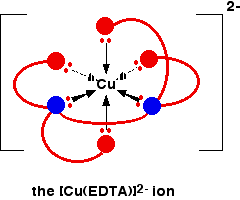 2-
Cu
the [Cu(EDTA)]2- ion